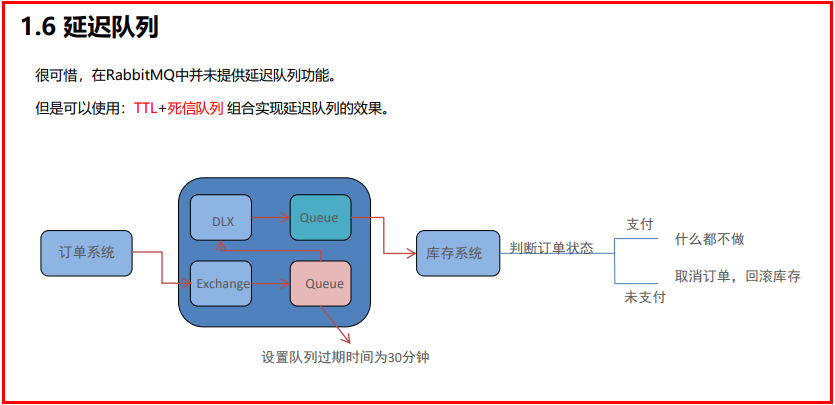 1.6 延迟队列
很可惜，在RabbitMQ中并未提供延迟队列功能。
但是可以使用：TTL+死信队列 组合实现延迟队列的效果。
DLX
Queue
订单系统
Exchange
Queue
设置队列过期时间为30分钟
库存系统
判断订单状态
支付
什么都不做
未支付
取消订单，回滚库存